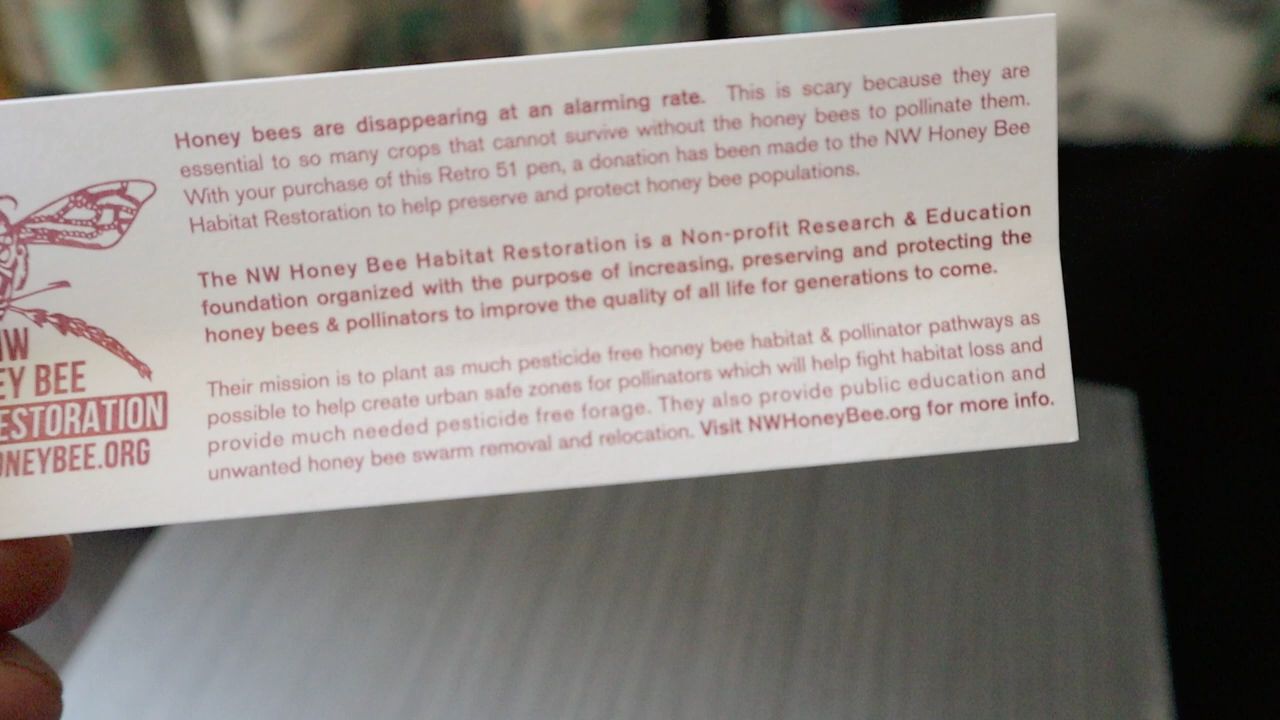 Honey bees are disappearing at an alarming rate. This is scary because they are
essential to so many crops that cannot survive without the honey bees to pollinate them.
With your purchase of this Retro 51 pen, a donation has been made to the NW Honey Bee
Habitat Restoration to help preserve and protect honey bee populations.
The NW Honey Bee Habitat Restoration is a Non-profit Research & Education
foundation organized with the purpose of increasing, preserving and protecting the
honey bees & pollinators to improve the quality of all life for generations to come.
Their mission is to plant as much pesticide free honey bee habitat & pollinator pathways as
possible to help create urban safe zones for pollinators which will help fight habitat loss and
provide much needed pesticide free forage. They also provide public education and
unwanted honey bee swarm removal and relocation. Visit NWHoneyBee.org for more info.
NW
EY BEE
ESTORATION
ONEYBEE.ORG